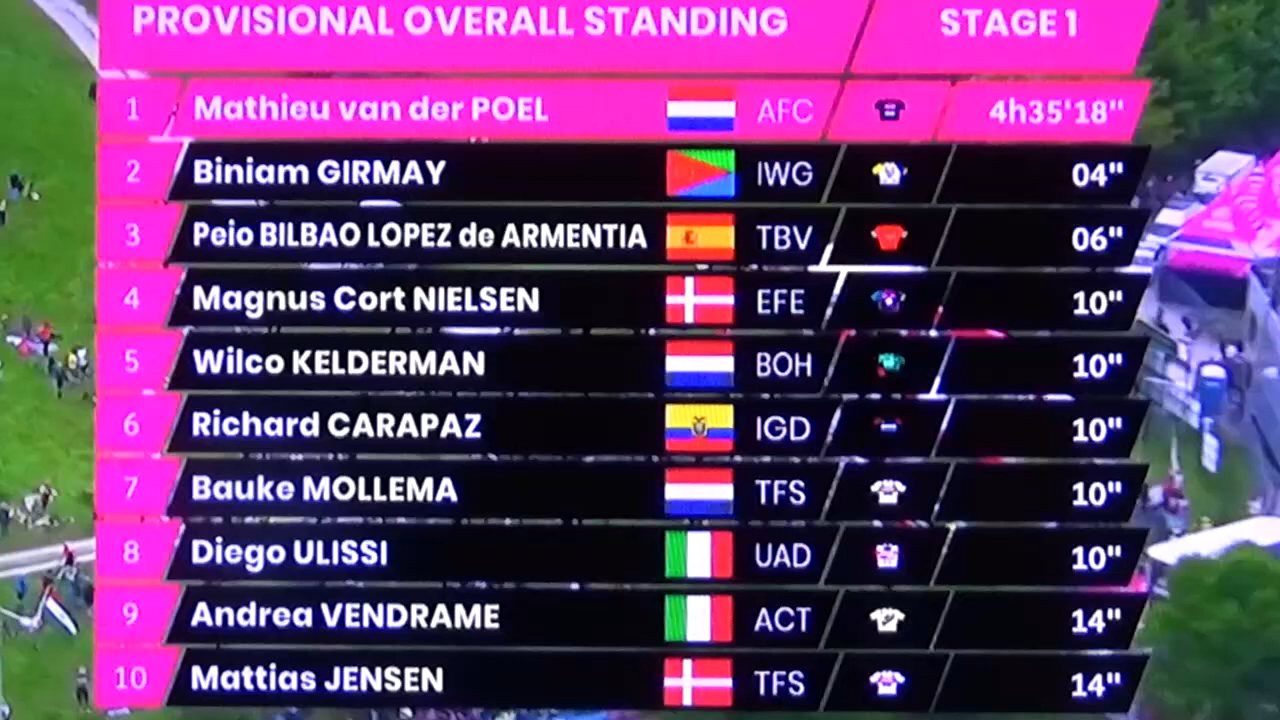 PROVISIONAL OVERALL STANDING STAGE 1
1 Mathieu van der POEL AFC 4h35'18"
2 Biniam GIRMAY IWG 04"
3 Peio BILBAO LOPEZ de ARMENTIA TBV 06"
4 Magnus Cort NIELSEN EFE 10"
5 Wilco KELDERMAN BOH 10"
6 Richard CARAPAZ IGD 10"
7 Bauke MOLLEMA TFS 10"
8 Diego ULISSI UAD 10"
9 Andrea VENDRAME ACT 14"
10 Mattias JENSEN TFS 14"